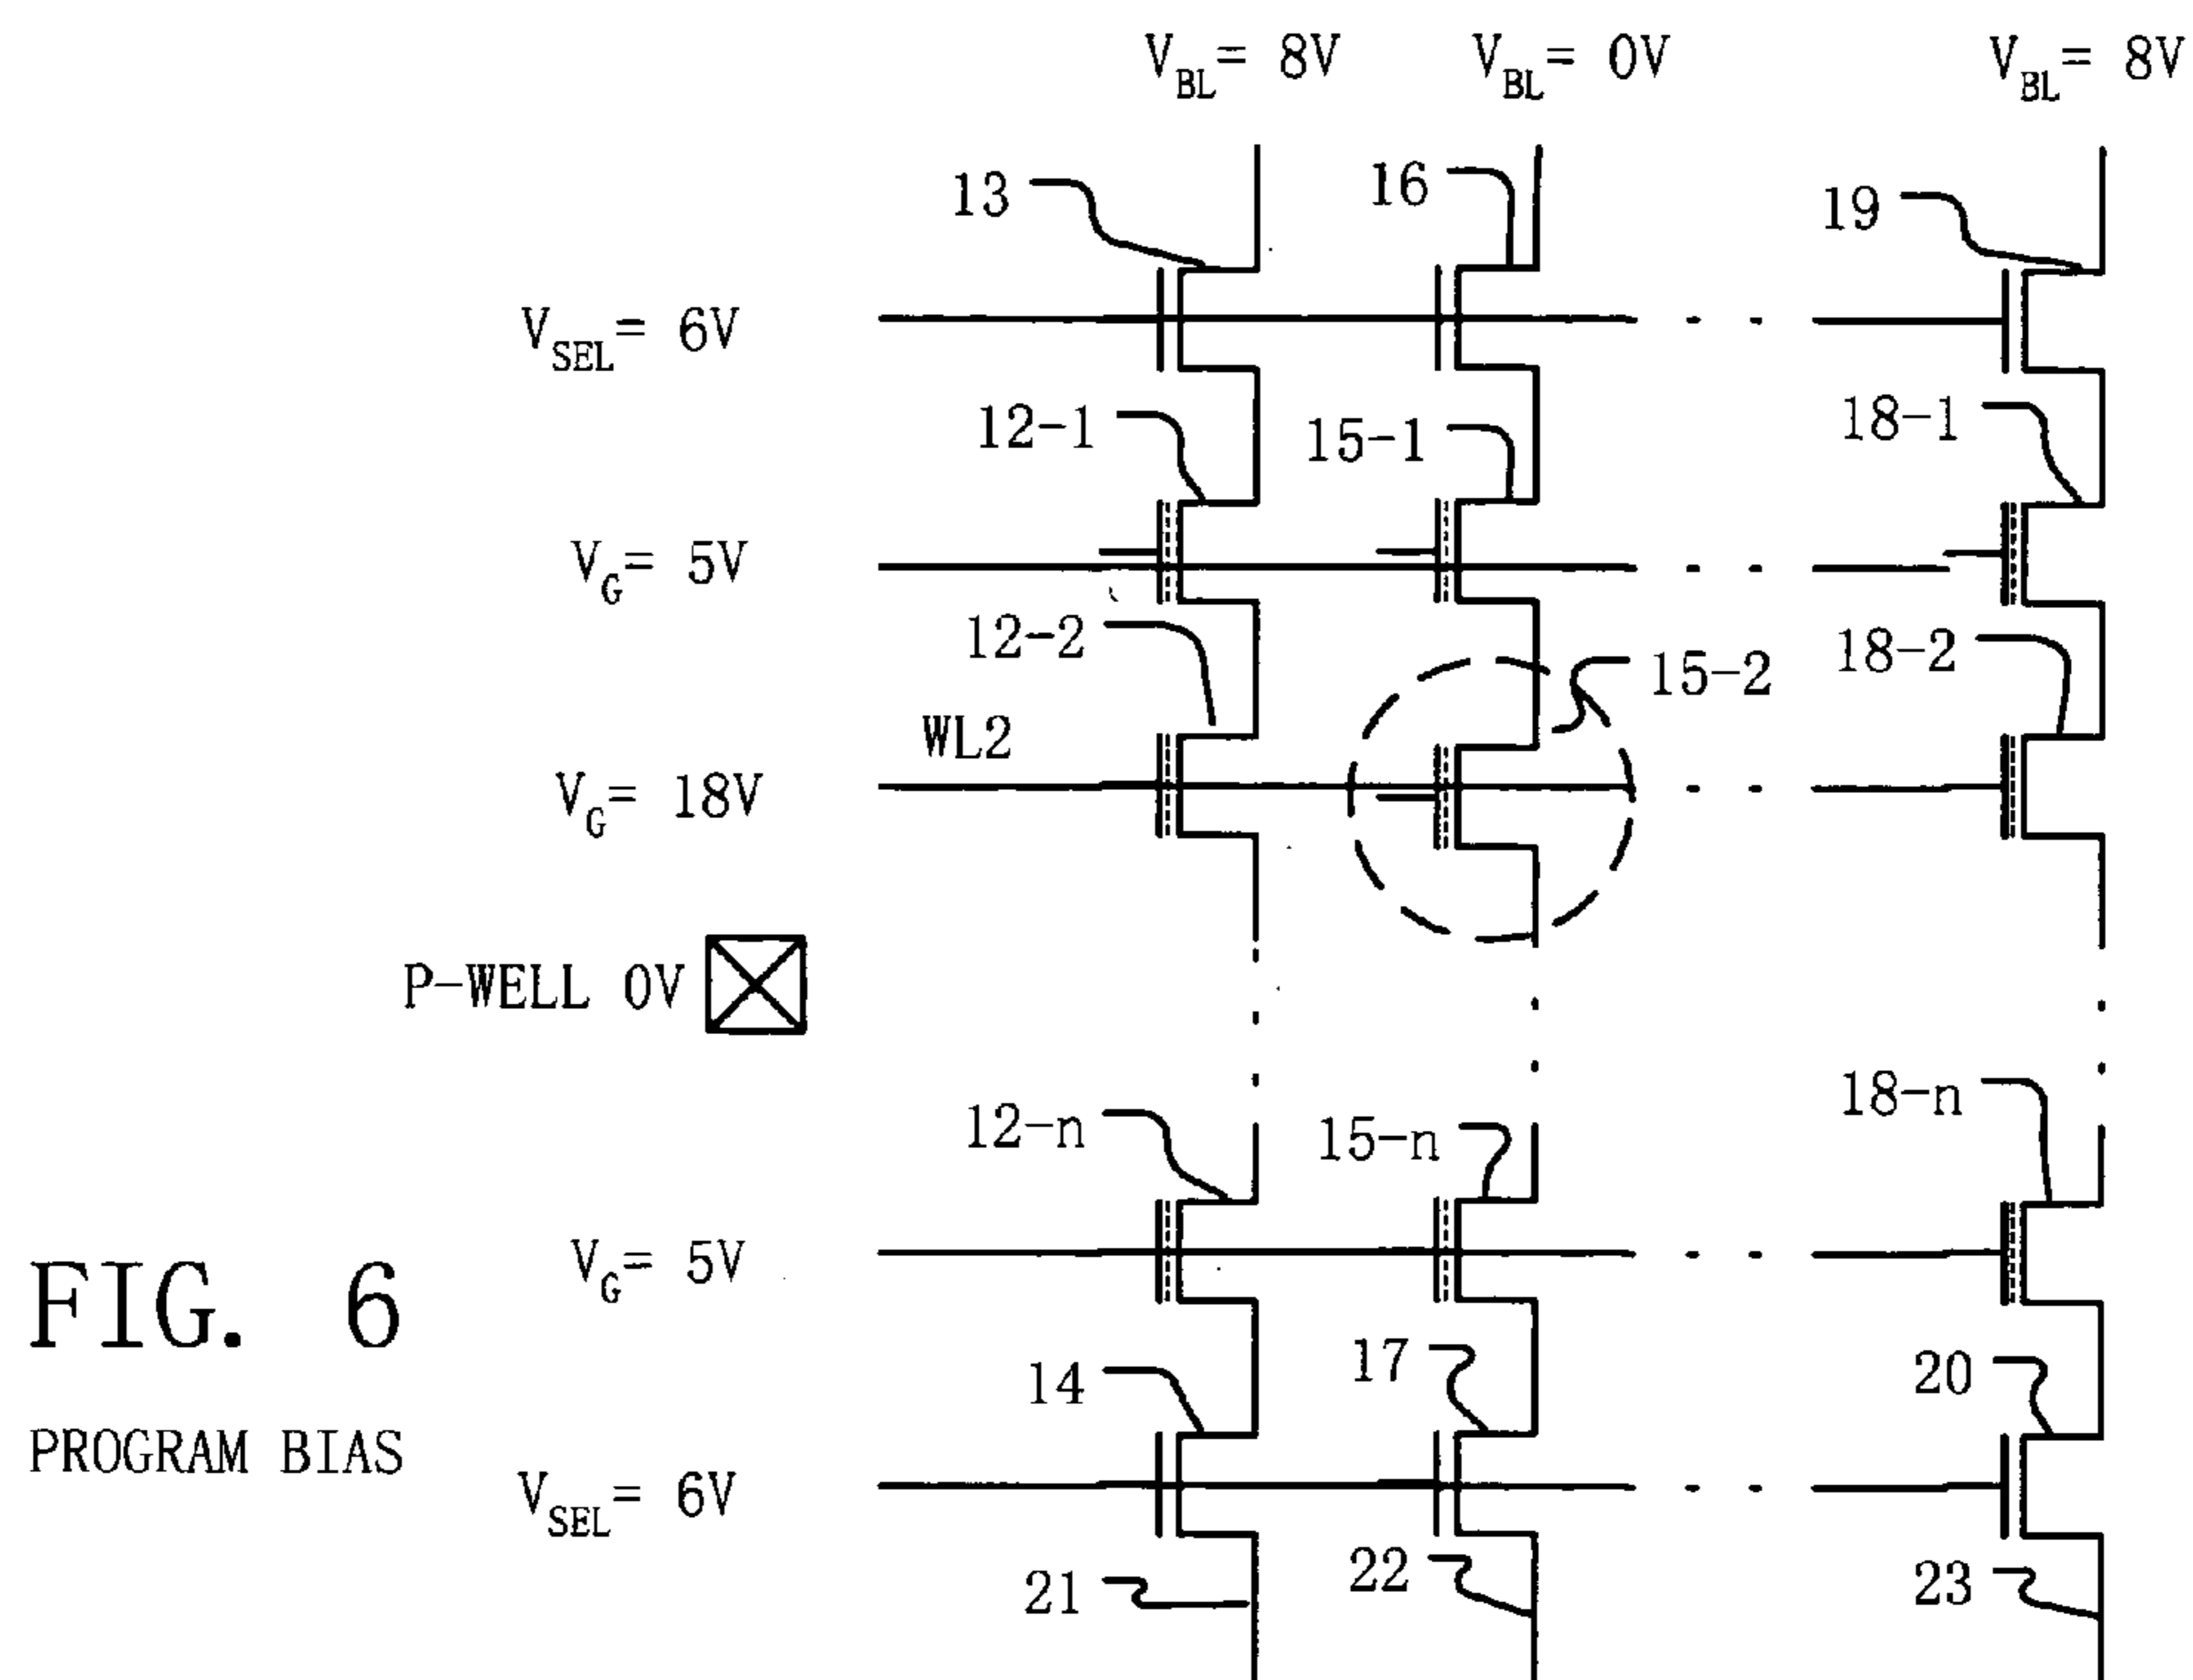 V_BL= 8V V_BL= 0V V_BL= 8V
13 16 19
V_SEL= 6V
12-1 15-1 18-1
V_G= 5V
12-2 15-2 18-2
WL2
V_G= 18V
P-WELL 0V
12-n 15-n 18-n
V_G= 5V
14 17 20
V_SEL= 6V
21 22 23
FIG. 6
PROGRAM BIAS